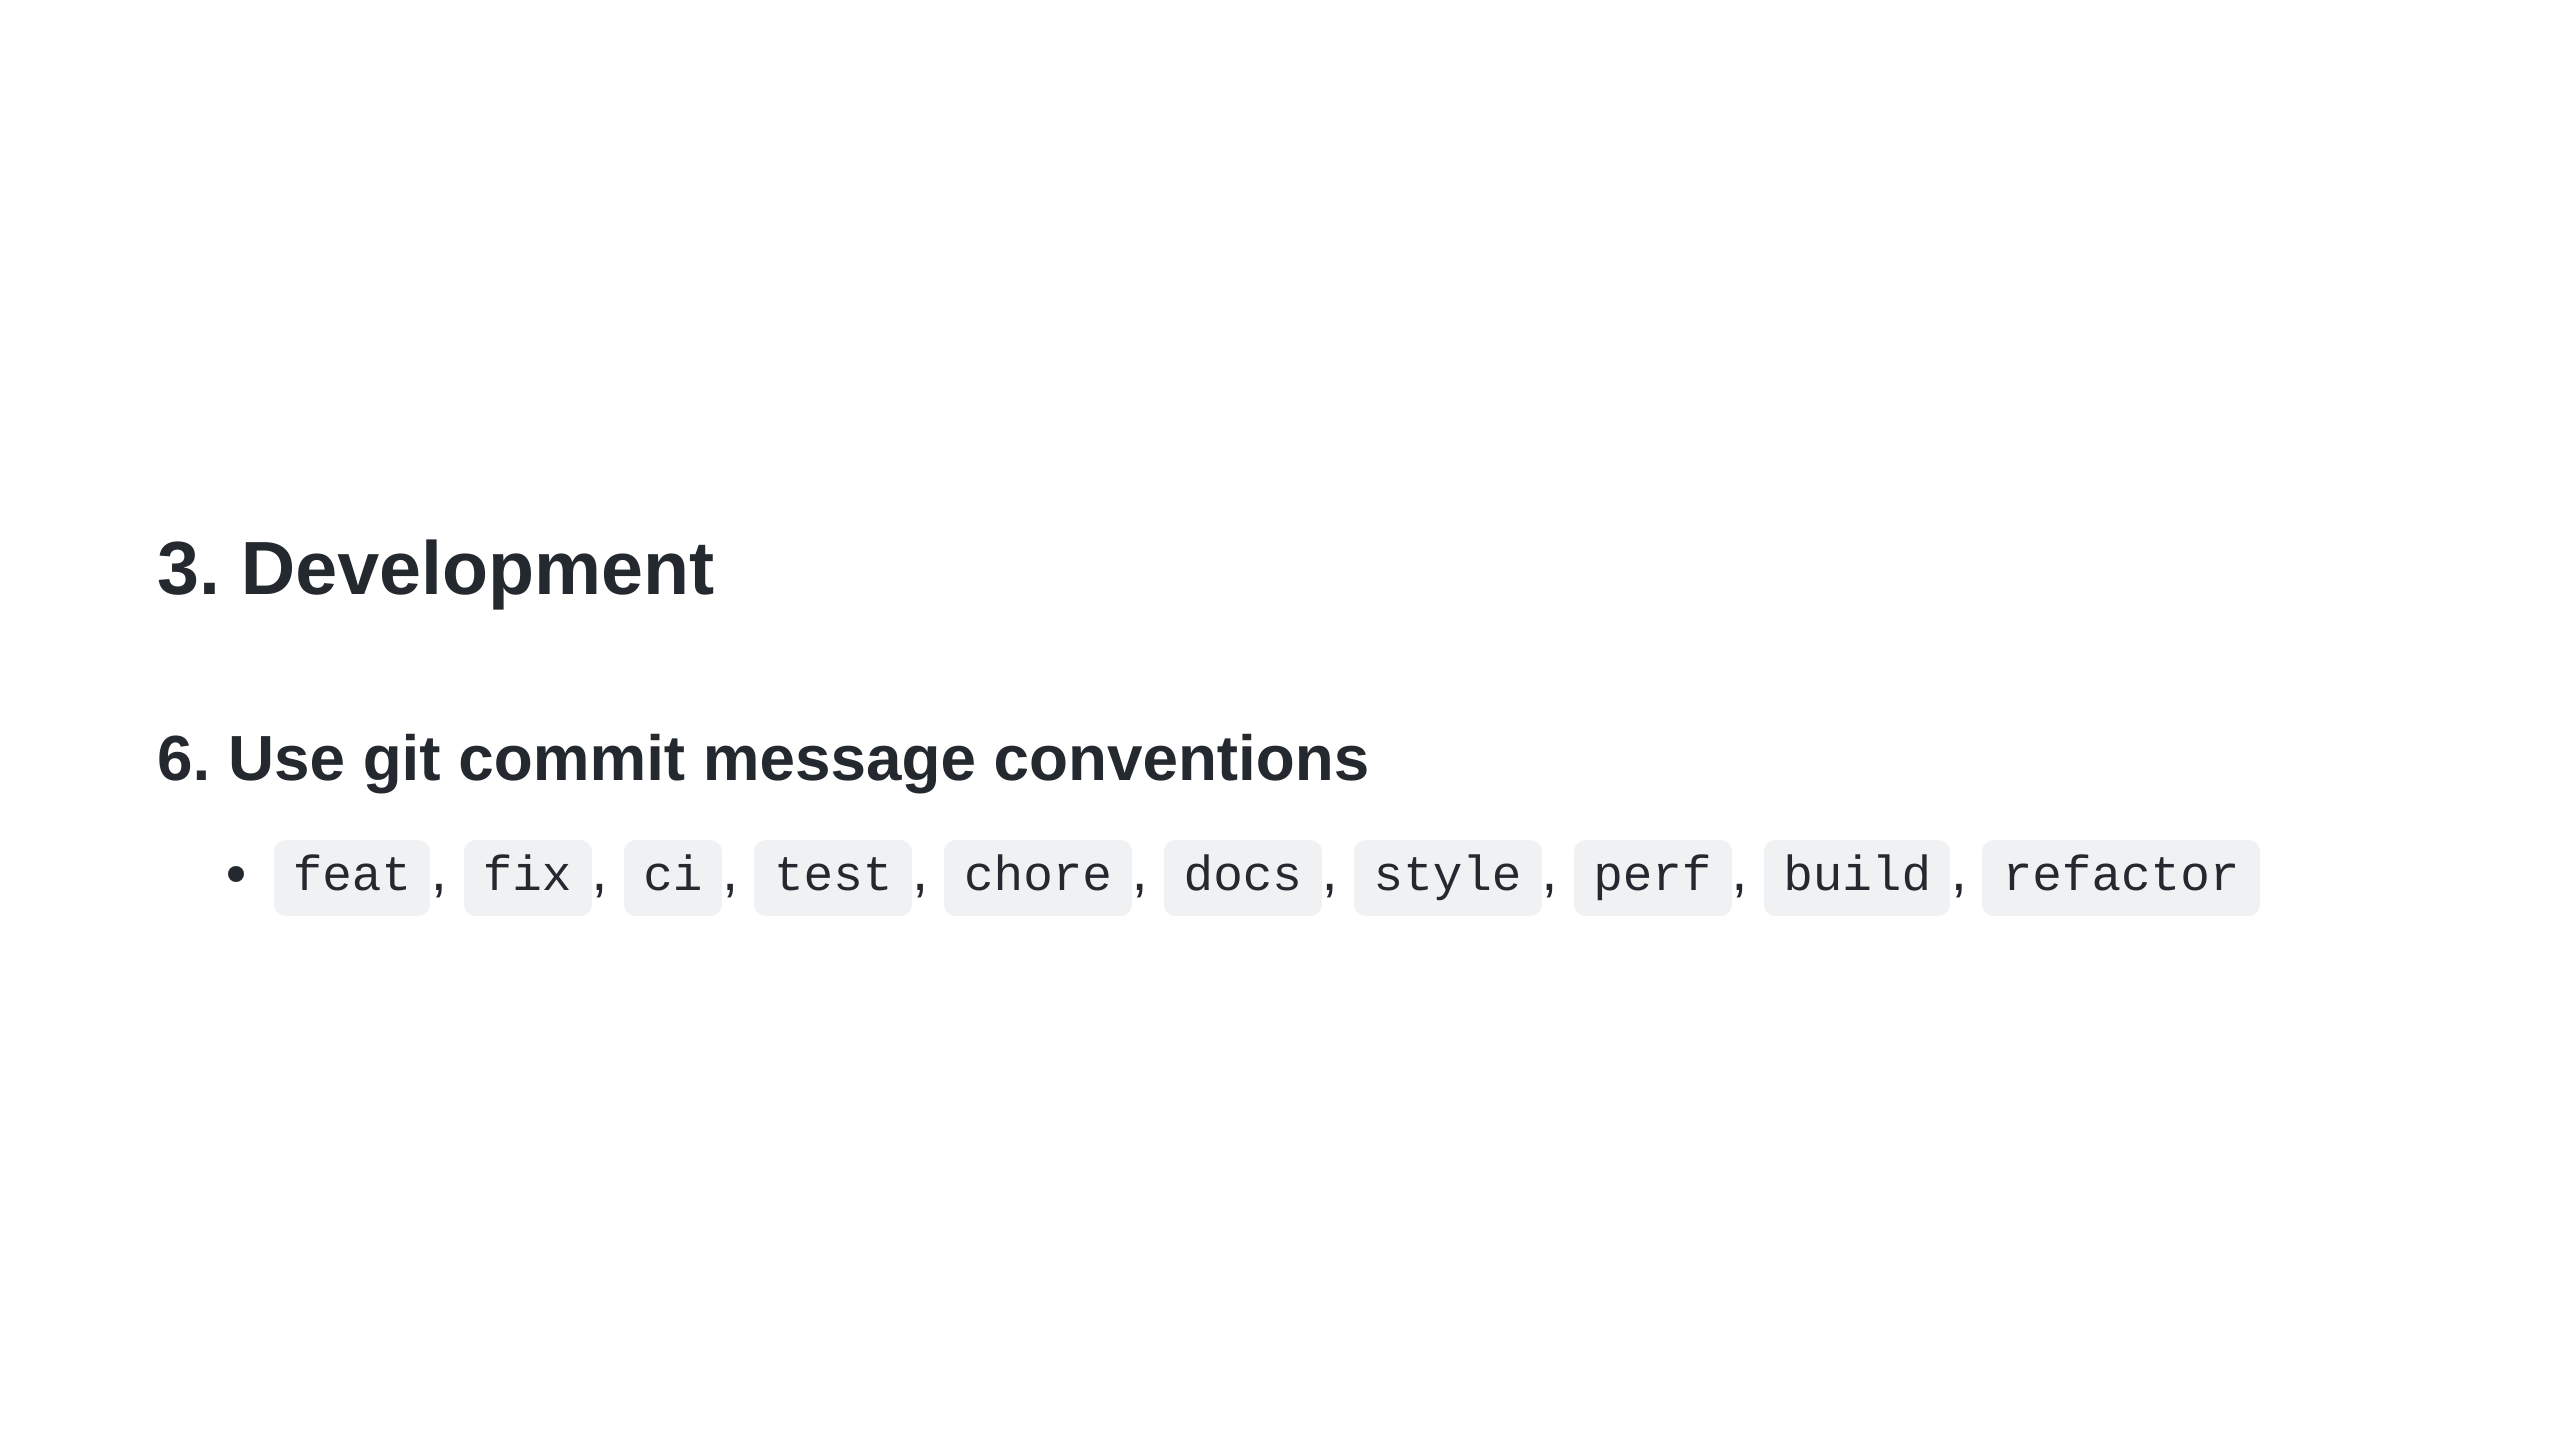 3. Development
6. Use git commit message conventions
• feat, fix, ci, test, chore, docs, style, perf, build, refactor